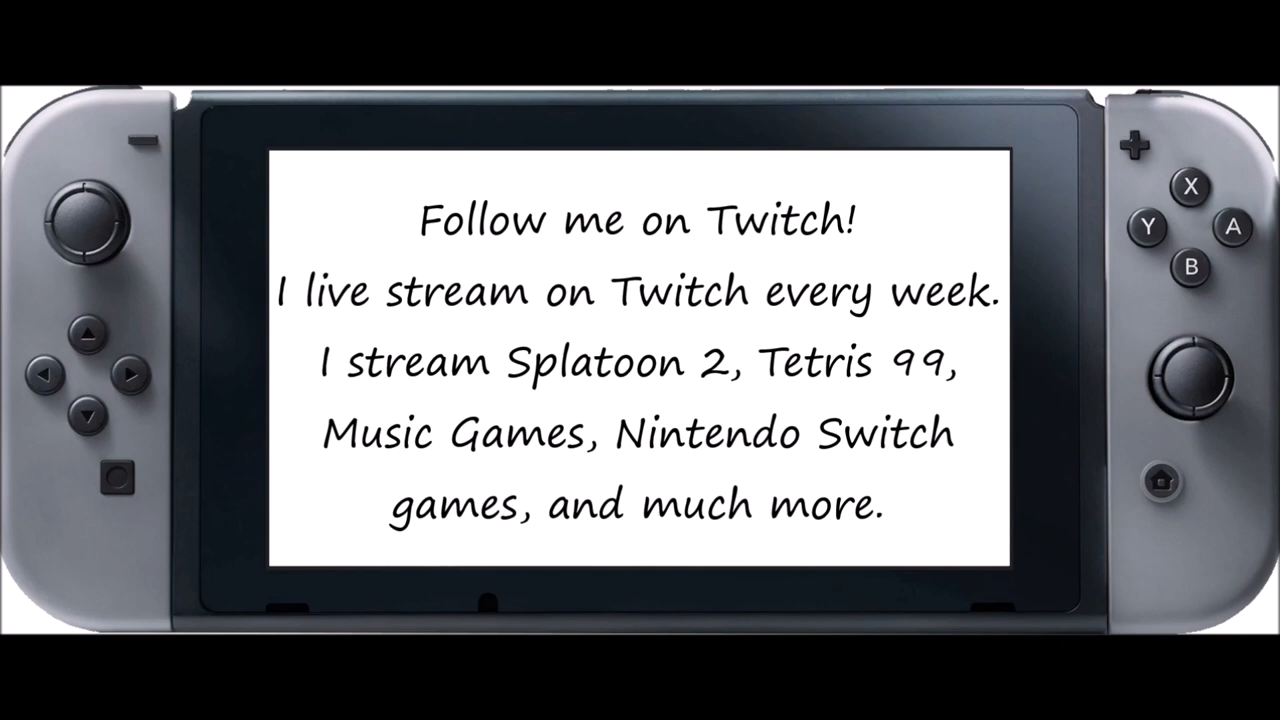 Follow me on Twitch!
I live stream on Twitch every week.
I stream Splatoon 2, Tetris 99,
Music Games, Nintendo Switch
games, and much more.
X
Y
A
B